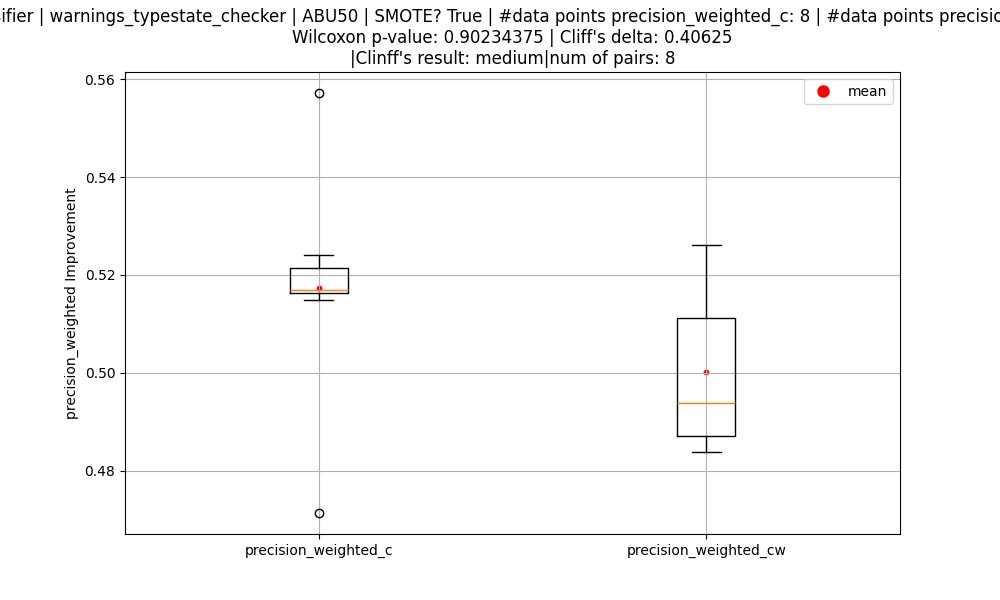 | warnings_typestate_checker | ABU50 | SMOTE? True | #data points precision_weighted_c: 8 | #data points
Wilcoxon p-value: 0.90234375 | Cliff's delta: 0.40625
|Clinff's result: medium|num of pairs: 8
mean
0.56
0.54
0.52
0.50
0.48
precision_weighted Improvement
precision_weighted_c
precision_weighted_cw